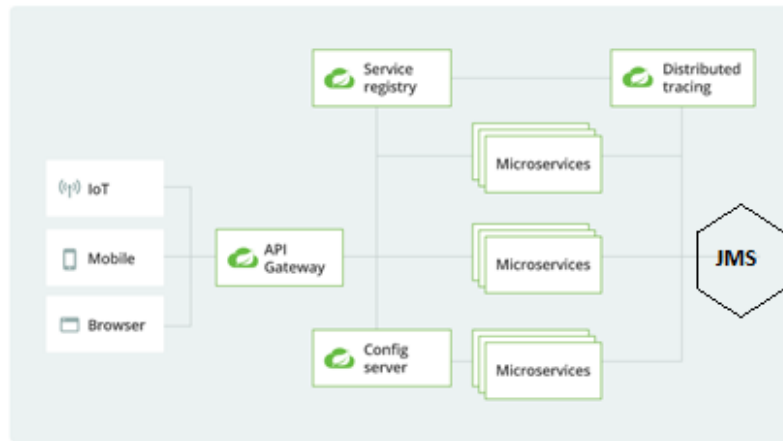 Service
registry
Distributed
tracing
Microservices
IoT
Mobile
Browser
API
Gateway
Microservices
JMS
Config
server
Microservices